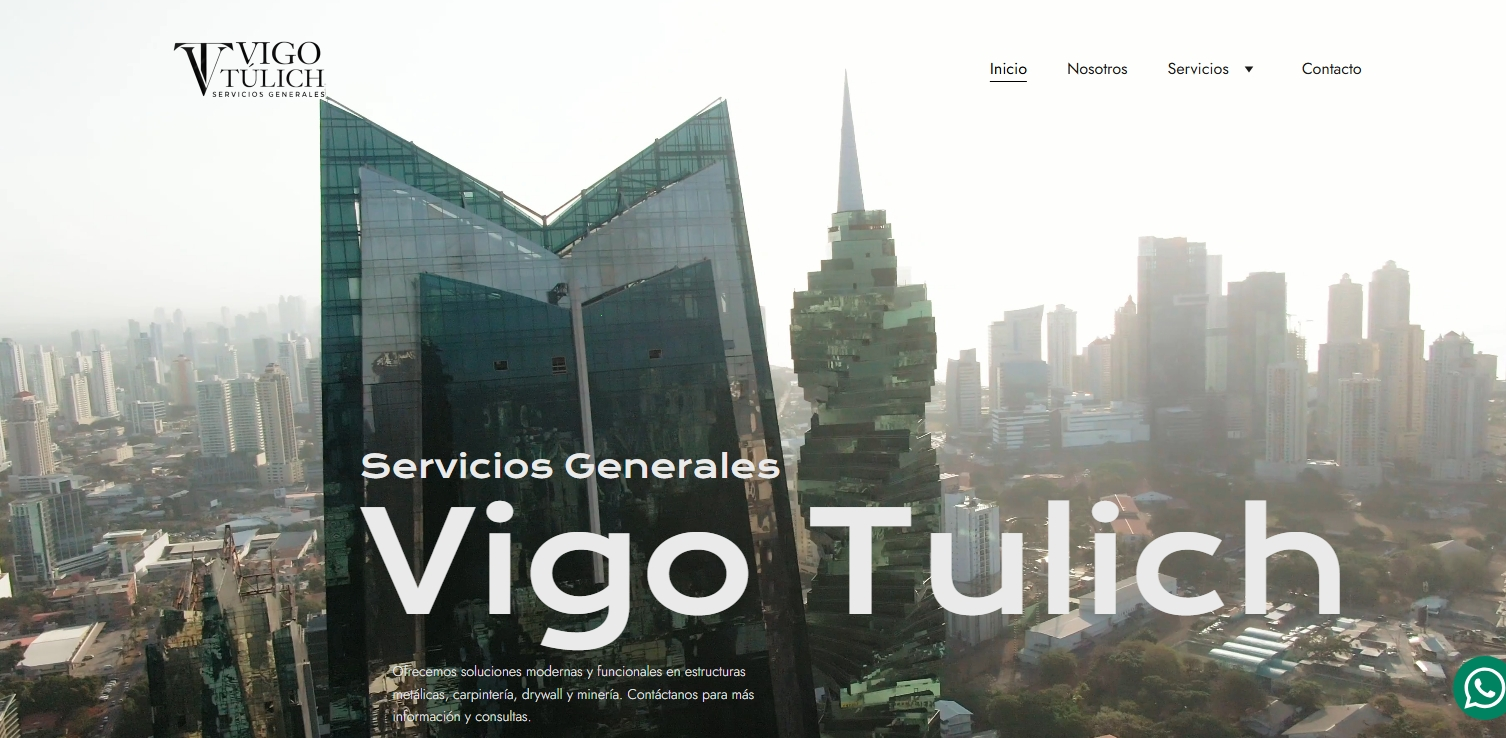 VIGO
TÚLICH
SERVICIOS GENERALES
Inicio
Nosotros
Servicios
Contacto
Servicios Generales
Vigo Tulich
Ofrecemos soluciones modernas y funcionales en estructuras
metálicas, carpintería, drywall y minería. Contáctanos para más
información y consultas.